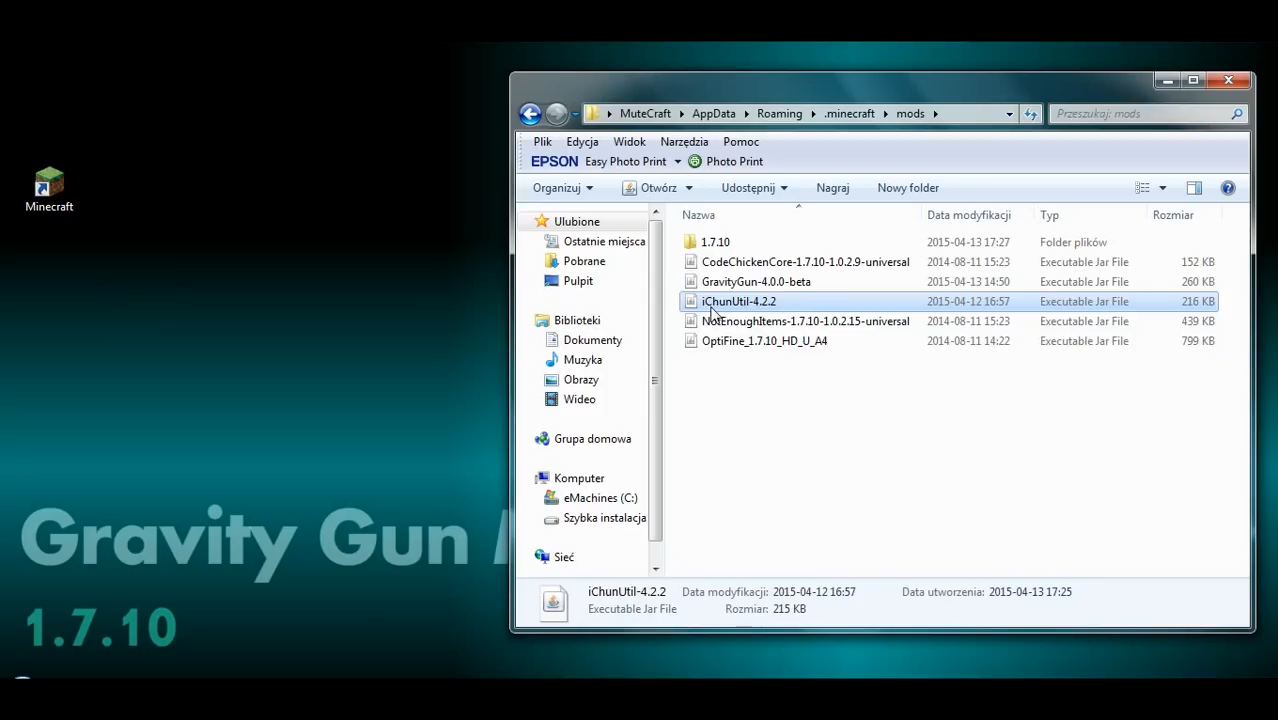 MuteCraft AppData Roaming .minecraft mods Przeszukaj: mods
Plik Edycja Widok Narzędzia Pomoc
EPSON Easy Photo Print Photo Print
Organizuj Otwórz Udostępnij Nagraj Nowy folder
Ulubione
Ostatnie miejsca
Pobrane
Pulpit
Biblioteki
Dokumenty
Muzyka
Obrazy
Wideo
Grupa domowa
Komputer
eMachines (C:)
Szybka instalacja
Sieć
Nazwa Data modyfikacji Typ Rozmiar
1.7.10 2015-04-13 17:27 Folder plików
CodeChickenCore-1.7.10-1.0.2.9-universal 2014-08-11 15:23 Executable Jar File 152 KB
GravityGun-4.0.0-beta 2015-04-13 14:50 Executable Jar File 260 KB
iChunUtil-4.2.2 2015-04-12 16:57 Executable Jar File 216 KB
NotEnoughItems-1.7.10-1.0.2.15-universal 2014-08-11 15:23 Executable Jar File 439 KB
OptiFine_1.7.10_HD_U_A4 2014-08-11 14:22 Executable Jar File 799 KB
iChunUtil-4.2.2 Data modyfikacji: 2015-04-12 16:57 Data utworzenia: 2015-04-13 17:25
Executable Jar File Rozmiar: 215 KB
Minecraft
Gravity Gun
1.7.10